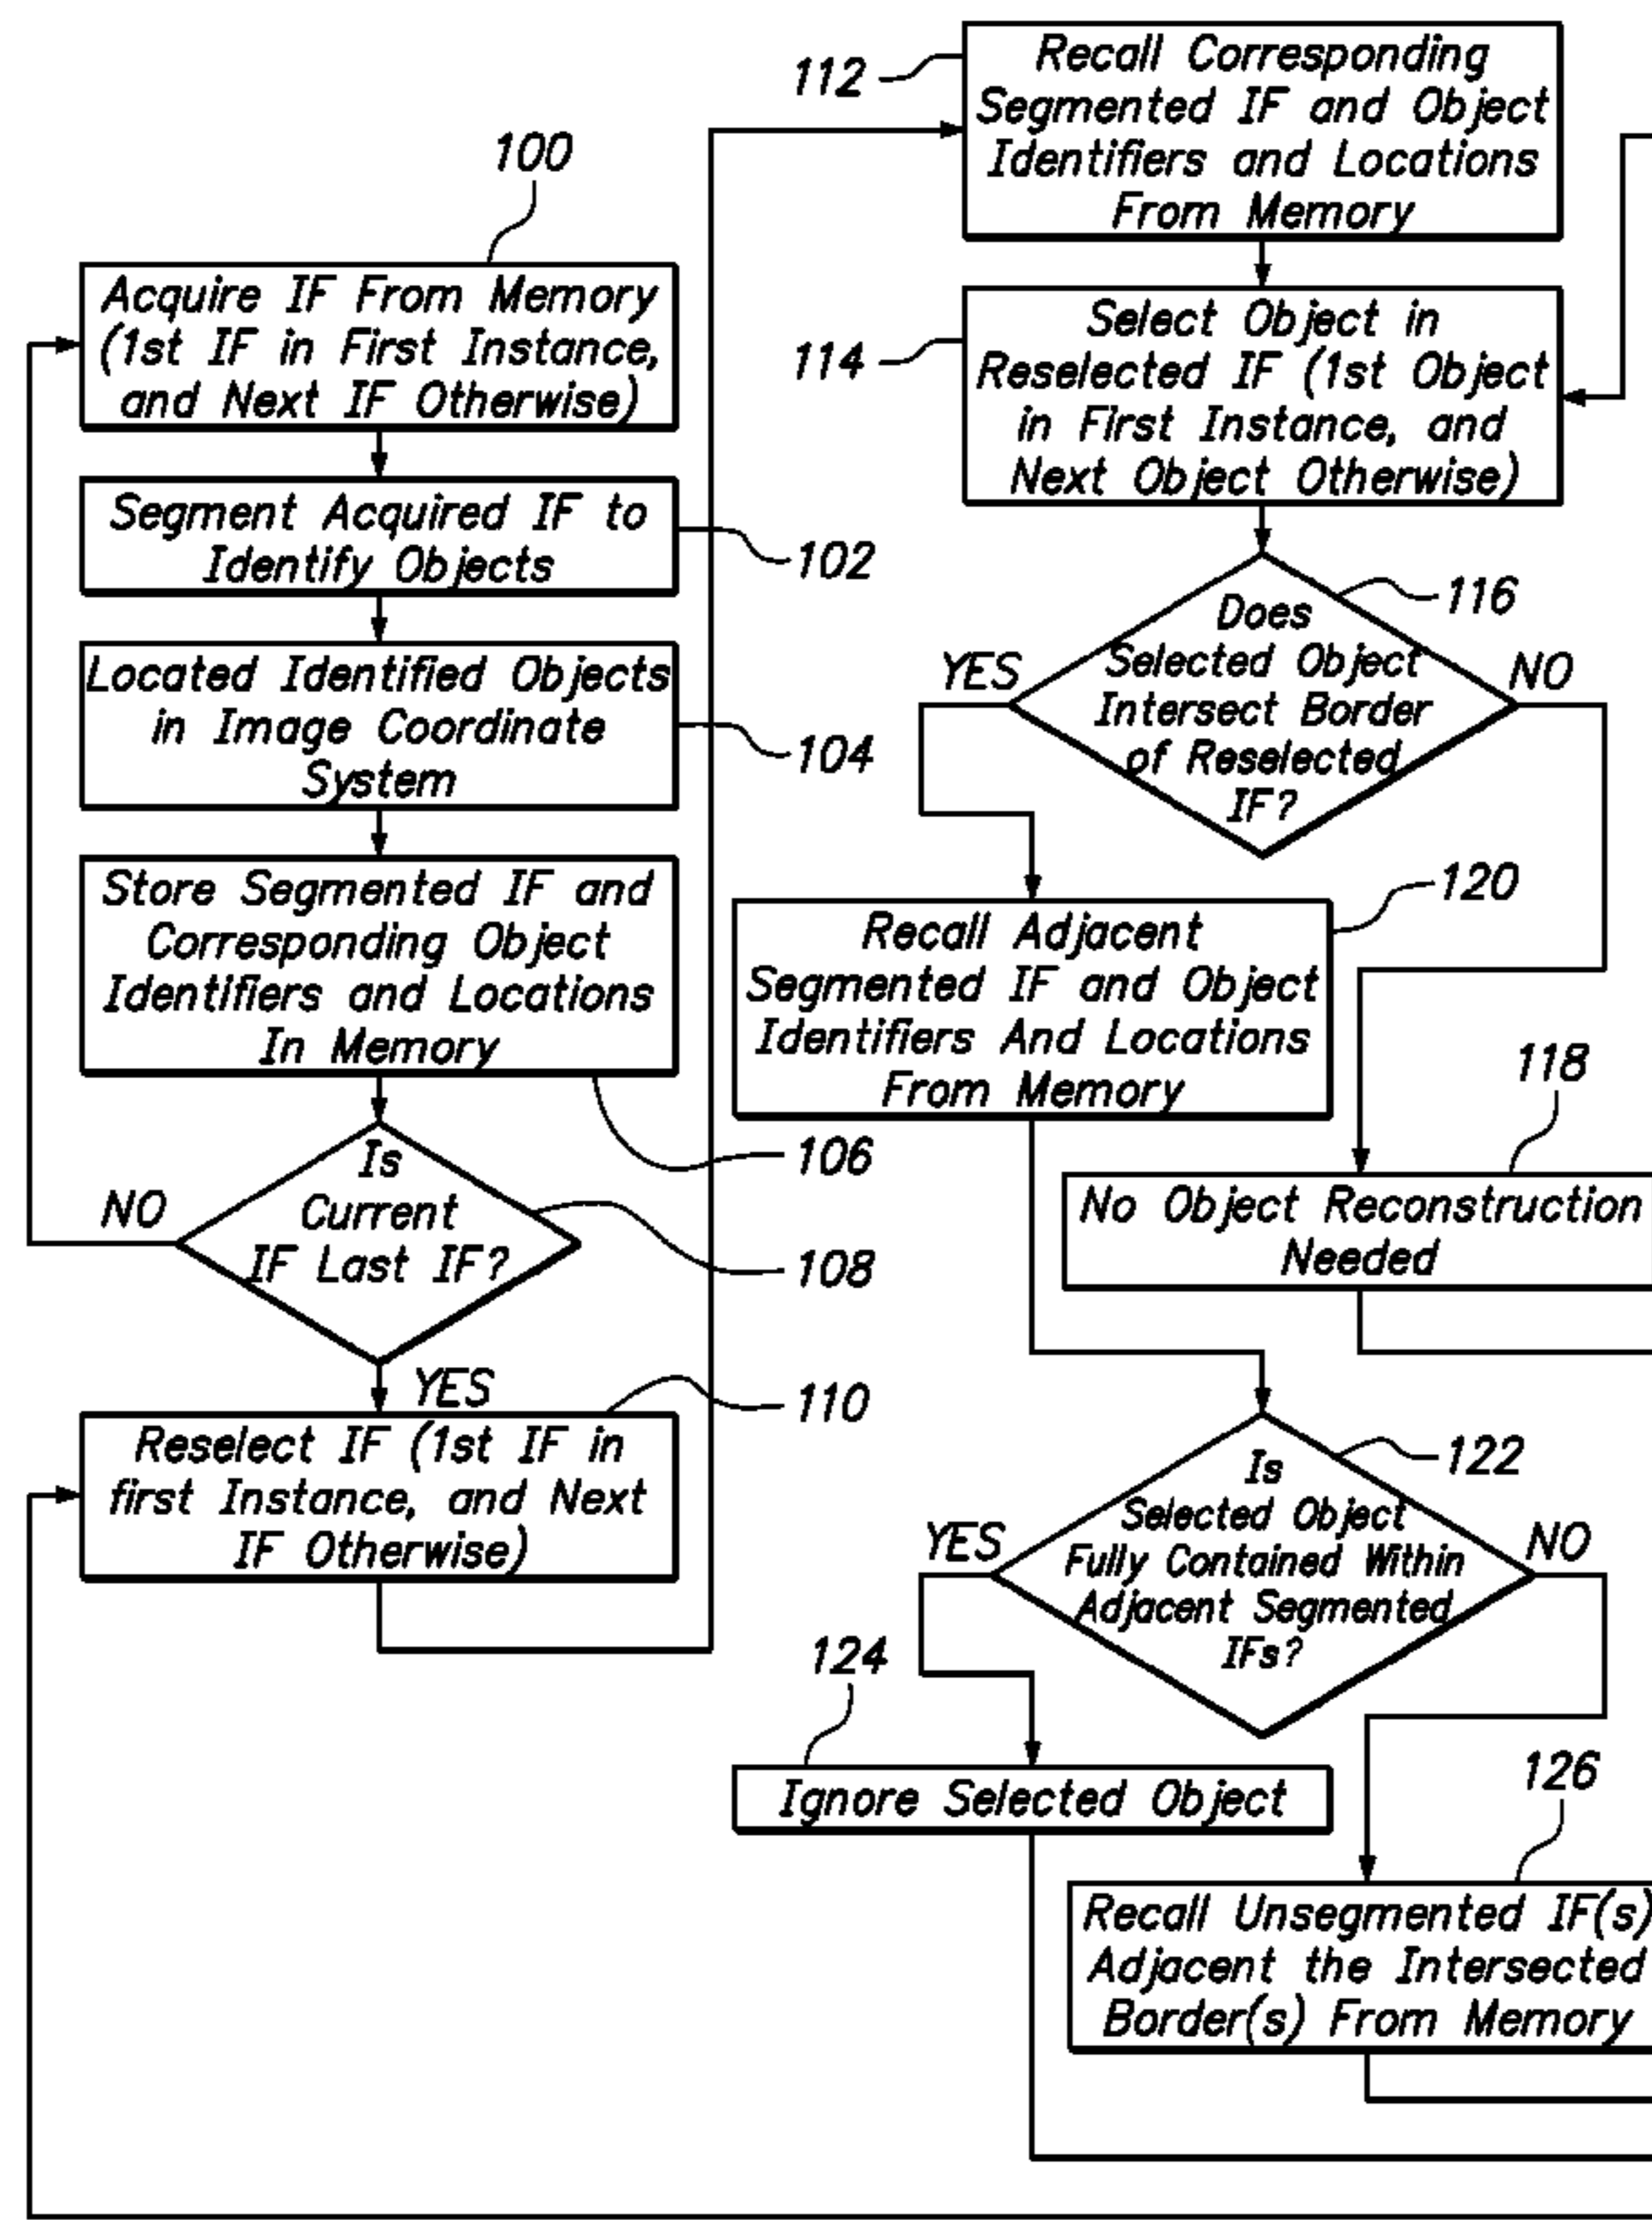 100
Acquire IF From Memory
(1st IF in First Instance,
and Next IF Otherwise)
Segment Acquired IF to
Identify Objects
102
Located Identified Objects
in Image Coordinate
System
104
Store Segmented IF and
Corresponding Object
Identifiers and Locations
In Memory
106
Is
Current
IF Last IF?
NO
108
YES
110
Reselect IF (1st IF in
first Instance, and Next
IF Otherwise)
112
Recall Corresponding
Segmented IF and Object
Identifiers and Locations
From Memory
114
Select Object in
Reselected IF (1st Object
in First Instance, and
Next Object Otherwise)
116
Does
Selected Object
Intersect Border
of Reselected
IF?
YES
NO
120
Recall Adjacent
Segmented IF and Object
Identifiers And Locations
From Memory
118
No Object Reconstruction
Needed
122
Is
Selected Object
Fully Contained Within
Adjacent Segmented
IFs?
YES
NO
124
Ignore Selected Object
126
Recall Unsegmented IF(s)
Adjacent the Intersected
Border(s) From Memory